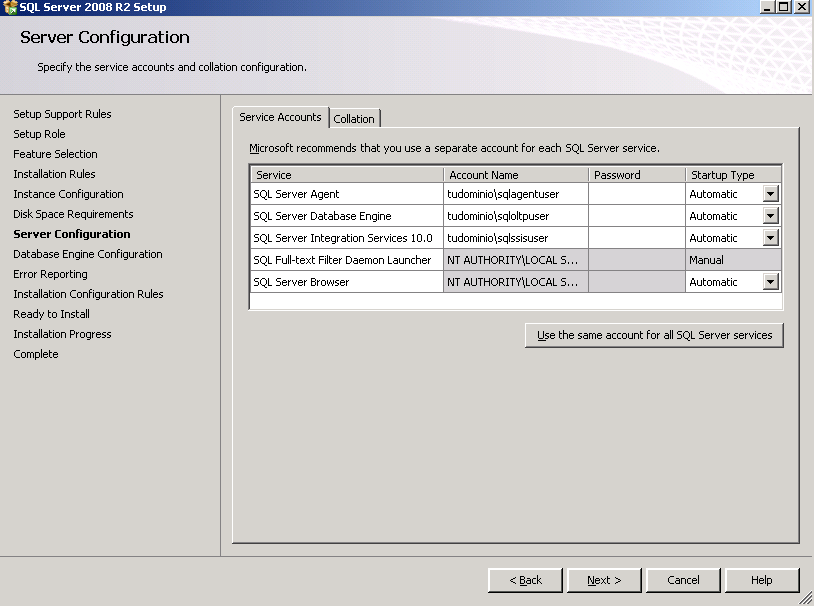 SQL Server 2008 R2 Setup
Server Configuration
Specify the service accounts and collation configuration.
Setup Support Rules
Setup Role
Feature Selection
Installation Rules
Instance Configuration
Disk Space Requirements
Server Configuration
Database Engine Configuration
Error Reporting
Installation Configuration Rules
Ready to Install
Installation Progress
Complete
Service Accounts Collation
Microsoft recommends that you use a separate account for each SQL Server service.
Service Account Name Password Startup Type
SQL Server Agent tudominio\sqlagentuser Automatic
SQL Server Database Engine tudominio\sqloltpuser Automatic
SQL Server Integration Services 10.0 tudominio\sqlssisuser Automatic
SQL Full-text Filter Daemon Launcher NT AUTHORITY\LOCAL S... Manual
SQL Server Browser NT AUTHORITY\LOCAL S... Automatic
Use the same account for all SQL Server services
< Back Next > Cancel Help